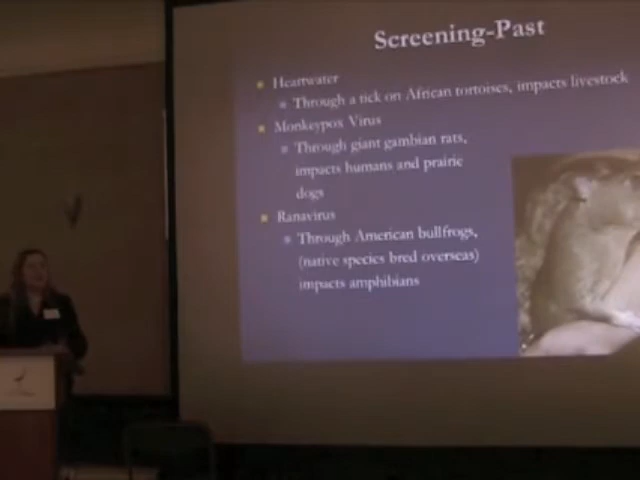 Screening-Past
Heartwater
Through a tick on African tortoises, impacts livestock
Monkeypox Virus
Through giant gambian rats,
impacts humans and prairie
dogs
Ranavirus
Through American bullfrogs,
(native species bred overseas)
impacts amphibians